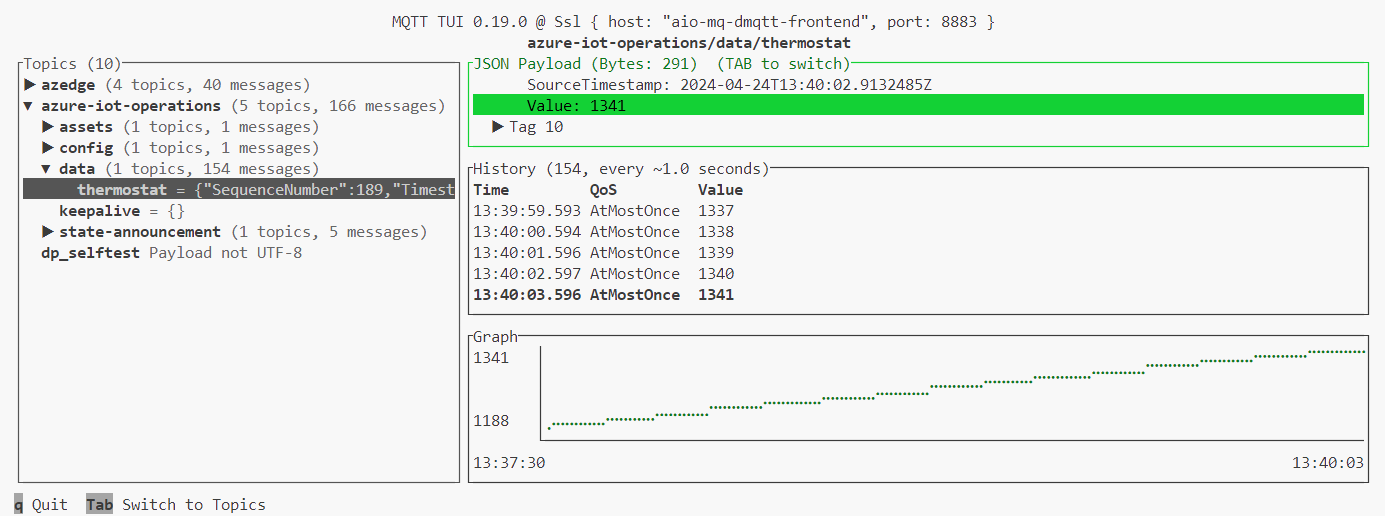 MQTT TUI 0.19.0 @ Ssl { host: "aio-mq-dmqtt-frontend", port: 8883 }
azure-iot-operations/data/thermostat
Topics (10)
▶ azedge (4 topics, 40 messages)
▼ azure-iot-operations (5 topics, 166 messages)
▶ assets (1 topics, 1 messages)
▶ config (1 topics, 1 messages)
▼ data (1 topics, 154 messages)
thermostat = {"SequenceNumber":189,"Timest
keepalive = {}
▶ state-announcement (1 topics, 5 messages)
dp_selftest Payload not UTF-8
JSON Payload (Bytes: 291) (TAB to switch)
SourceTimestamp: 2024-04-24T13:40:02.9132485Z
Value: 1341
▶ Tag 10
History (154, every ~1.0 seconds)
Time QoS Value
13:39:59.593 AtMostOnce 1337
13:40:00.594 AtMostOnce 1338
13:40:01.596 AtMostOnce 1339
13:40:02.597 AtMostOnce 1340
13:40:03.596 AtMostOnce 1341
Graph
1341
1188
13:37:30 13:40:03
q Quit Tab Switch to Topics